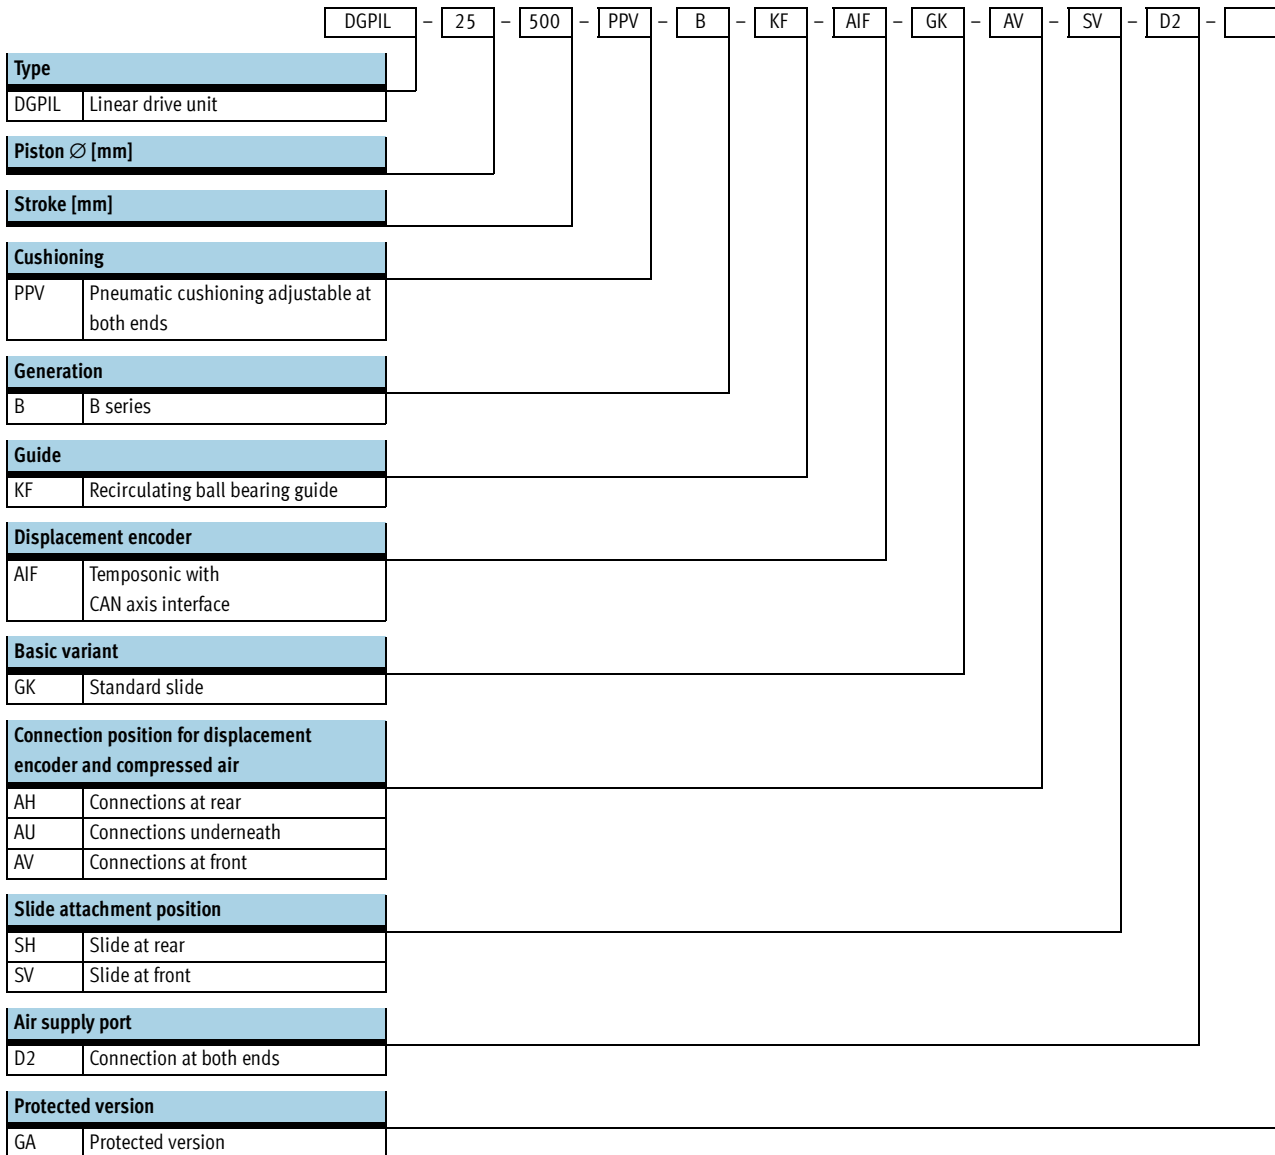 DGPIL – 25 – 500 – PPV – B – KF – AIF – GK – AV – SV – D2 –
Type
DGPIL Linear drive unit
Piston ∅ [mm]
Stroke [mm]
Cushioning
PPV Pneumatic cushioning adjustable at
both ends
Generation
B B series
Guide
KF Recirculating ball bearing guide
Displacement encoder
AIF Temposonic with
CAN axis interface
Basic variant
GK Standard slide
Connection position for displacement
encoder and compressed air
AH Connections at rear
AU Connections underneath
AV Connections at front
Slide attachment position
SH Slide at rear
SV Slide at front
Air supply port
D2 Connection at both ends
Protected version
GA Protected version